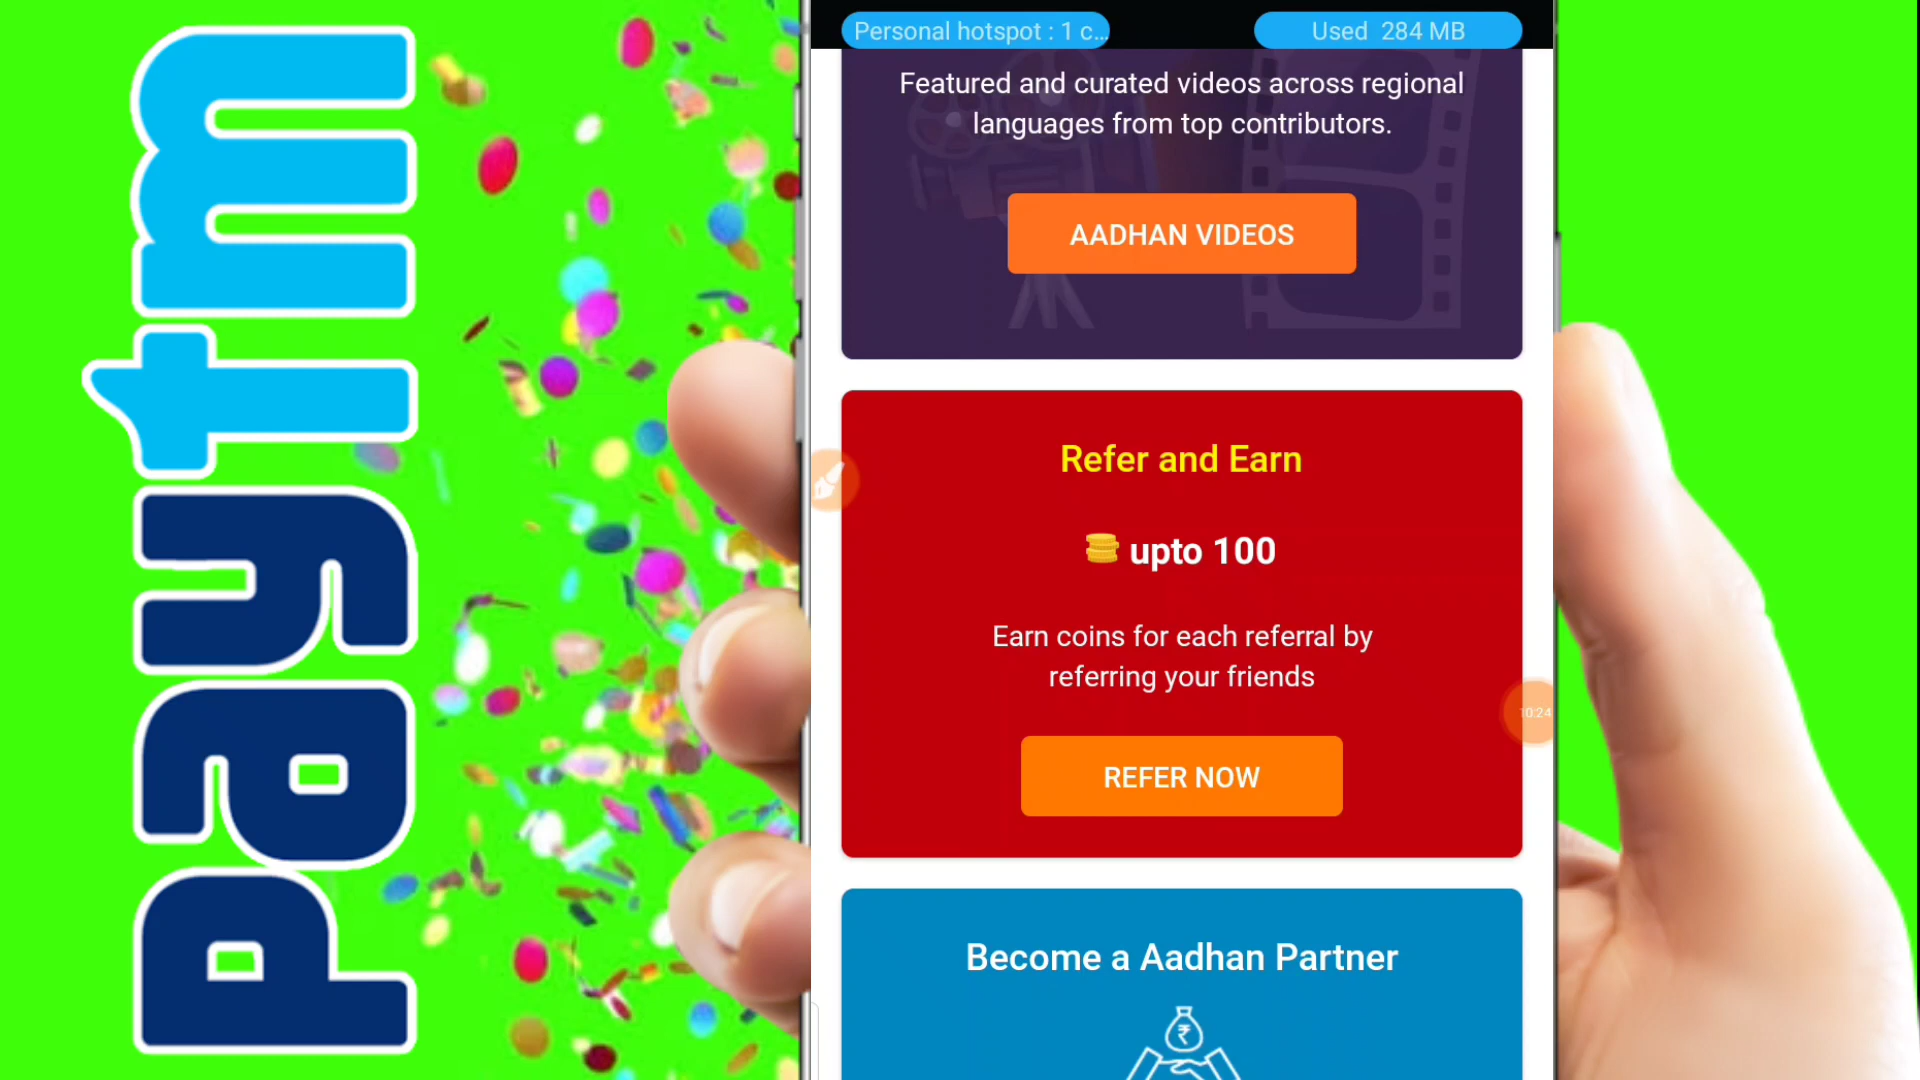 paytm
Personal hotspot : 1 c...
Used 284 MB
Featured and curated videos across regional
languages from top contributors.
AADHAN VIDEOS
Refer and Earn
upto 100
Earn coins for each referral by
referring your friends
REFER NOW
10:24
Become a Aadhan Partner
₹